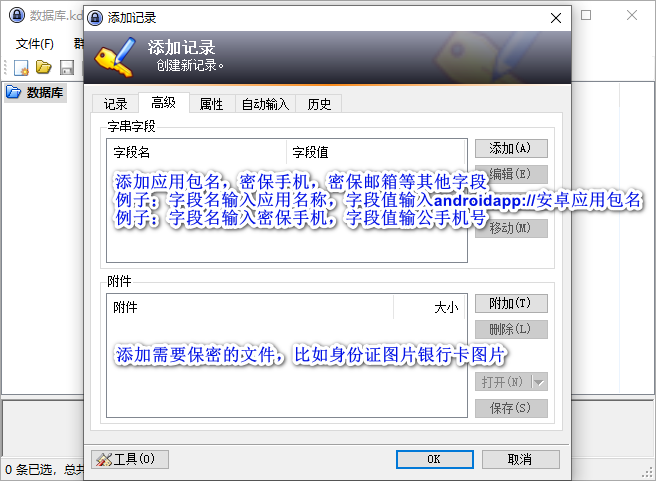 数据库.kd
添加记录
文件(F)
群
添加记录
创建新记录。
数据库
记录
高级
属性
自动输入
历史
字串字段
字段名
字段值
添加(A)
编辑(E)
添加应用包名，密保手机，密保邮箱等其他字段
例子：字段名输入应用名称，字段值输入androidapp://安卓应用包名
例子：字段名输入密保手机，字段值输公手机号
移动(M)
附件
附件
大小
附加(T)
删除(L)
添加需要保密的文件，比如身份证图片银行卡图片
打开(N)
保存(S)
0 条已选，总共
工具(O)
OK
取消